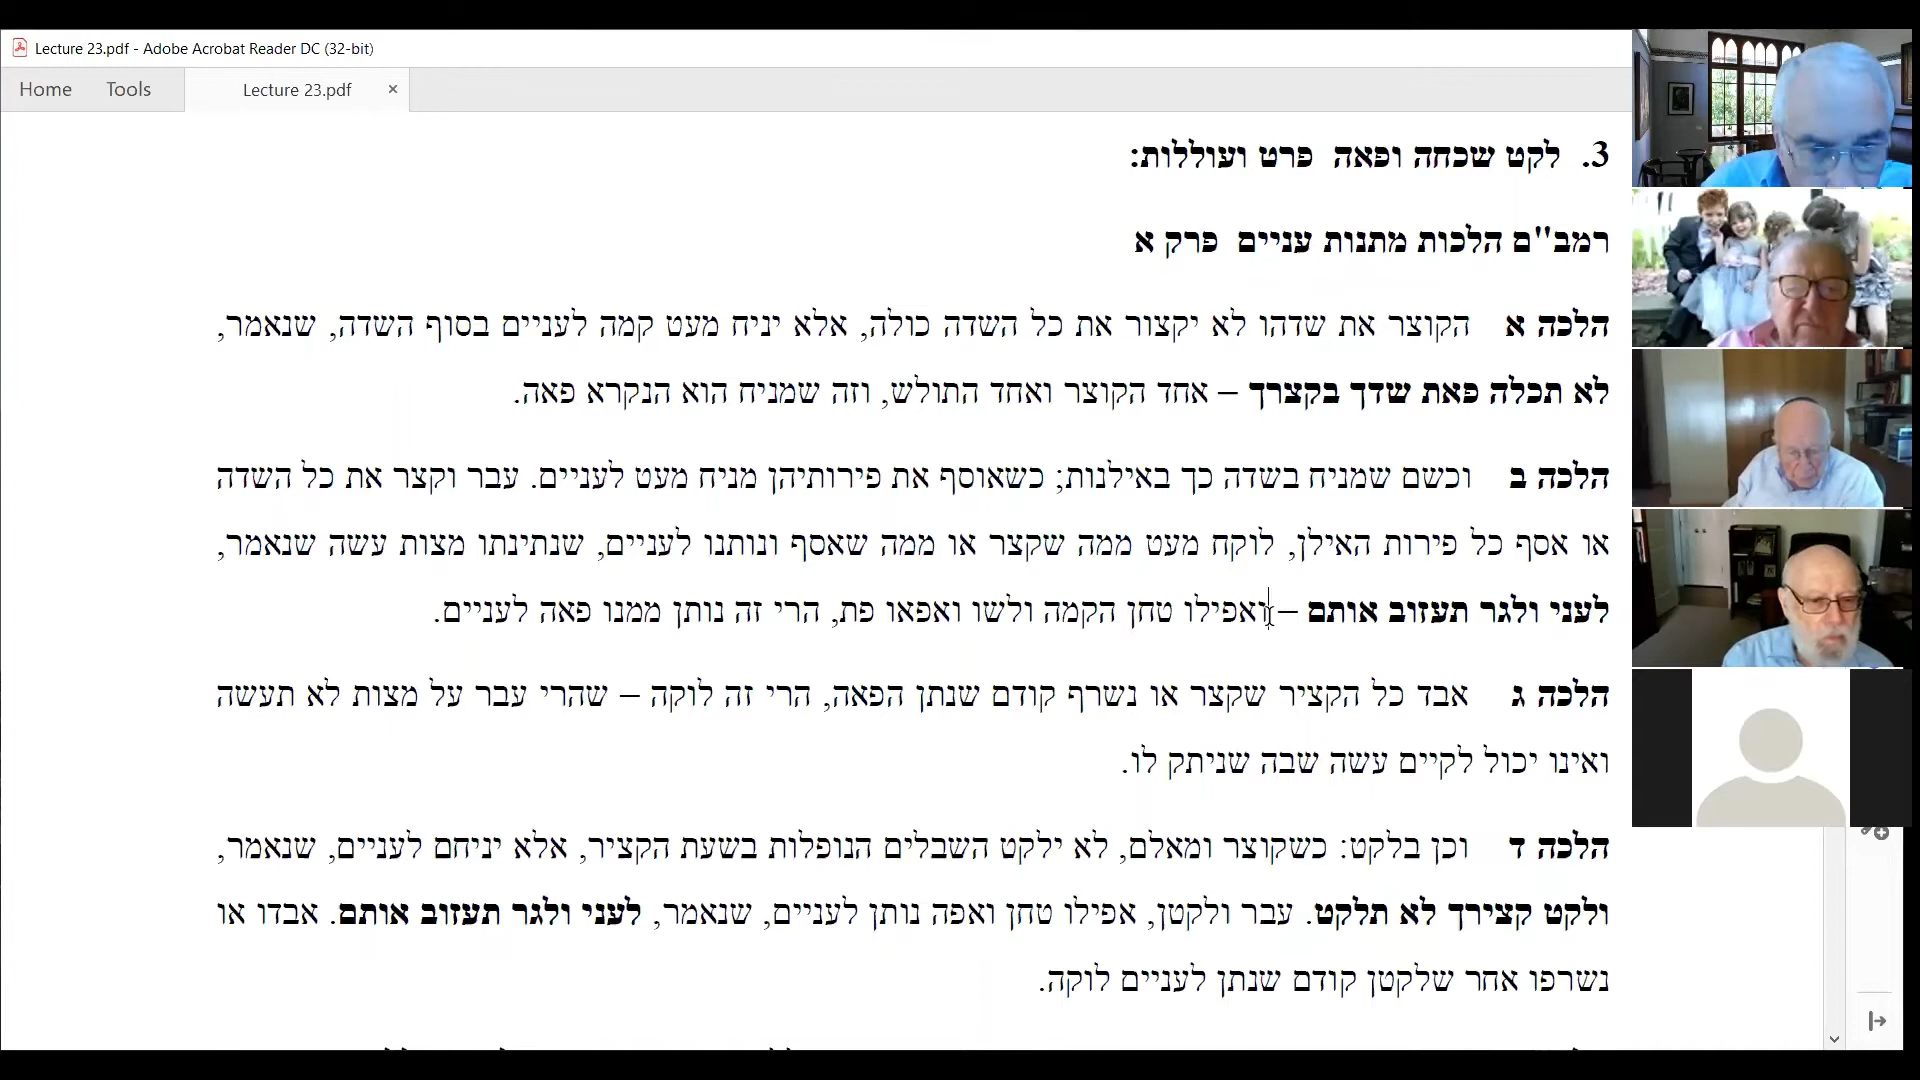 Lecture 23.pdf - Adobe Acrobat Reader DC (32-bit)
Home Tools Lecture 23.pdf ×
3. לקט שכחה ופאה פרט ועוללות:
רמב"ם הלכות מתנות עניים פרק א
הלכה א הקוצר את שדהו לא יקצור את כל השדה כולה, אלא יניח מעט קמה לעניים בסוף השדה, שנאמר,
לא תכלה פאת שדך בקצרך – אחד הקוצר ואחד התולש, וזה שמניח הוא הנקרא פאה.
הלכה ב וכשם שמניח בשדה כך באילנות; כשאוסף את פירותיהן מניח מעט לעניים. עבר וקצר את כל השדה
או אסף כל פירות האילן, לוקח מעט ממה שקצר או ממה שאסף ונותנו לעניים, שנתינתו מצות עשה שנאמר,
לעני ולגר תעזוב אותם – ואפילו טחן הקמה ולשו ואפאו פת, הרי זה נותן ממנו פאה לעניים.
הלכה ג אבד כל הקציר שקצר או נשרף קודם שנתן הפאה, הרי זה לוקה – שהרי עבר על מצות לא תעשה
ואינו יכול לקיים עשה שבה שניתק לו.
הלכה ד וכן בלקט: כשקוצר ומאלם, לא ילקט השבלים הנופלות בשעת הקציר, אלא יניחם לעניים, שנאמר,
ולקט קצירך לא תלקט. עבר ולקטן, אפילו טחן ואפה נותן לעניים, שנאמר, לעני ולגר תעזוב אותם. אבדו או
נשרפו אחר שלקטן קודם שנתן לעניים לוקה.